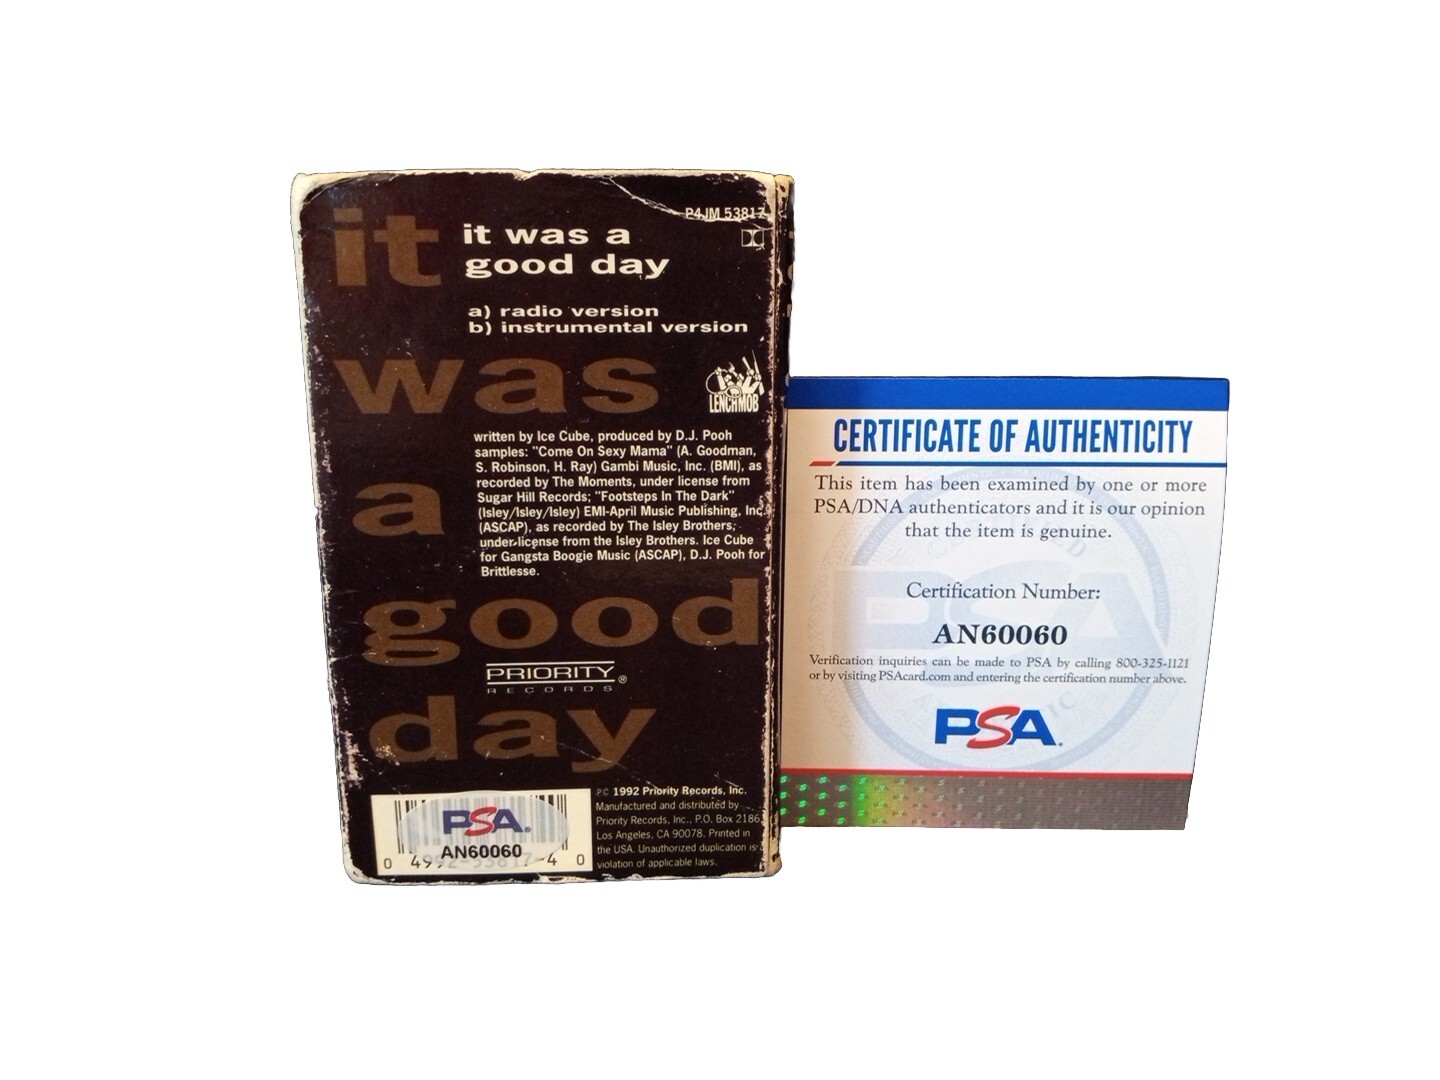 it
was
a
good
day
P4JM 53817
it was a
good day
a) radio version
b) instrumental version
LENCHMOB
written by Ice Cube, produced by D.J. Pooh
samples: "Come On Sexy Mama" (A. Goodman,
S. Robinson, H. Ray) Gambi Music, Inc. (BMI), as
recorded by The Moments, under license from
Sugar Hill Records; "Footsteps In The Dark"
(Isley/Isley/Isley) EMI-April Music Publishing, Inc.
(ASCAP), as recorded by The Isley Brothers,
under license from the Isley Brothers. Ice Cube
for Gangsta Boogie Music (ASCAP), D.J. Pooh for
Brittlesse.
PRIORITY®
RECORDS
PSA®
AN60060
0 4992-53817-4 0
PC 1992 Priority Records, Inc.
Manufactured and distributed by
Priority Records, Inc., P.O. Box 2186
Los Angeles, CA 90078. Printed in
the USA. Unauthorized duplication is
violation of applicable laws.
CERTIFICATE OF AUTHENTICITY
This item has been examined by one or more
PSA/DNA authenticators and it is our opinion
that the item is genuine.
Certification Number:
AN60060
Verification inquiries can be made to PSA by calling 800-325-1121
or by visiting PSAcard.com and entering the certification number above.
PSA®